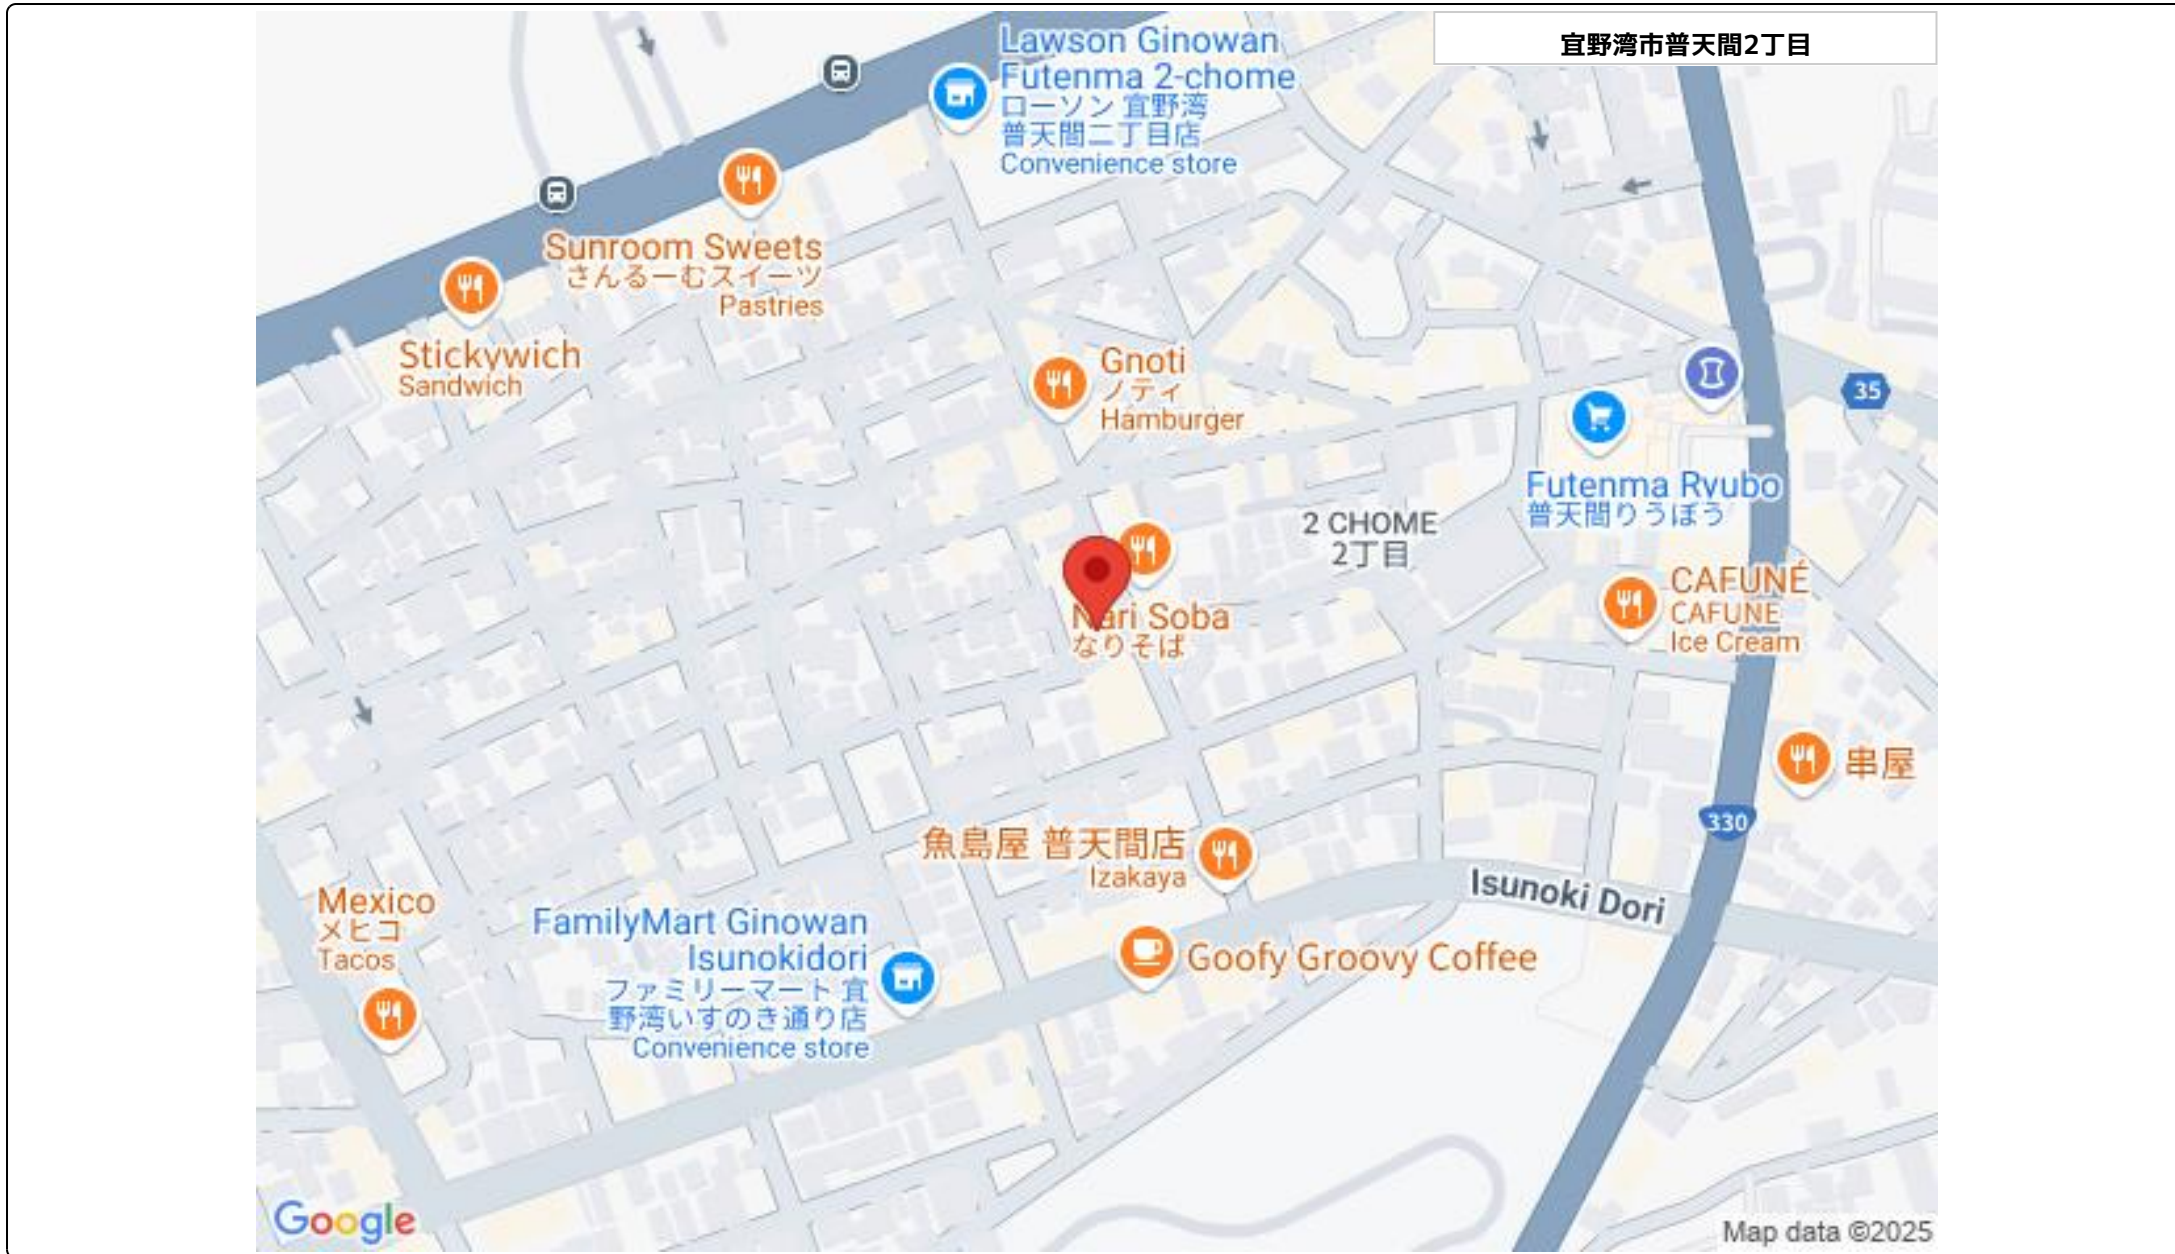 宜野湾市普天間2丁目
Lawson Ginowan
Futenma 2-chome
ローソン 宜野湾
普天間二丁目店
Convenience store
Sunroom Sweets
さんるーむスイーツ
Pastries
Stickywich
Sandwich
Gnoti
ノティ
Hamburger
35
Futenma Ryubo
普天間りうぼう
2 CHOME
2丁目
Nari Soba
なりそば
CAFUNÉ
CAFUNE
Ice Cream
串屋
330
魚島屋 普天間店
Izakaya
Isunoki Dori
Mexico
メヒコ
Tacos
FamilyMart Ginowan
Isunokidori
ファミリーマート 宜
野湾いすのき通り店
Convenience store
Goofy Groovy Coffee
Google
Map data ©2025